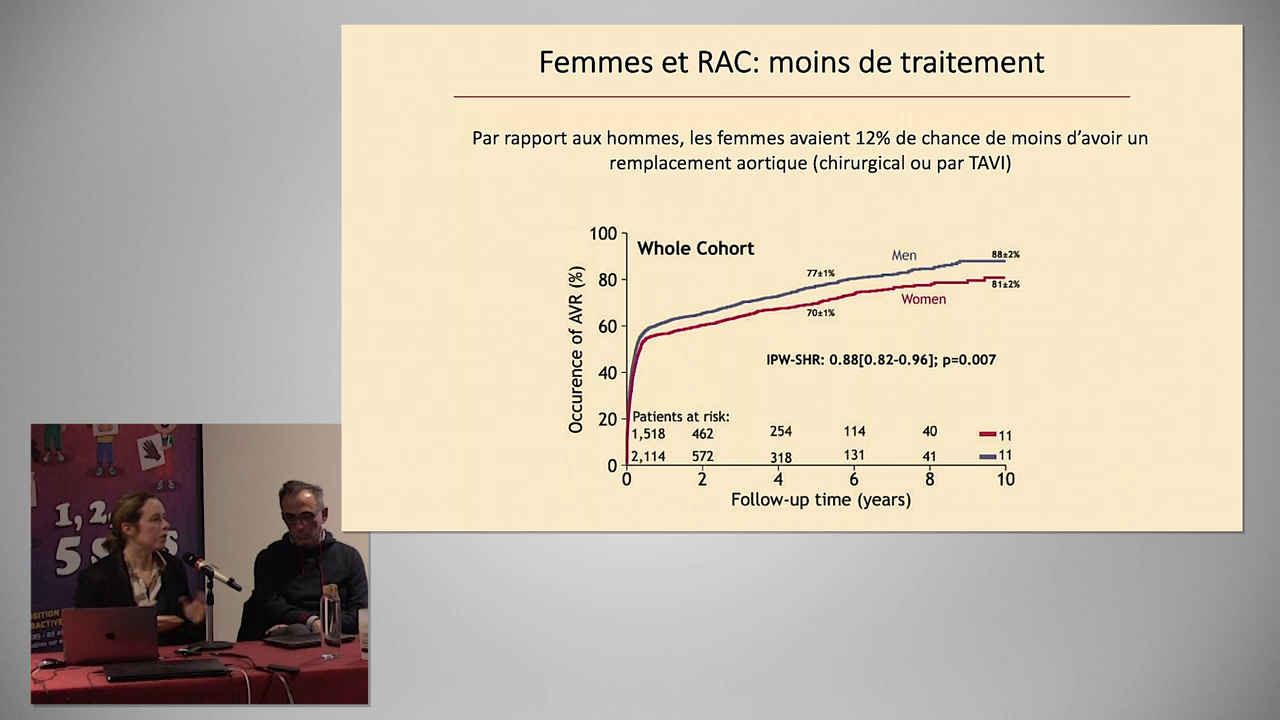 Femmes et RAC: moins de traitement
Par rapport aux hommes, les femmes avaient 12% de chance de moins d’avoir un
remplacement aortique (chirurgical ou par TAVI)
Whole Cohort
Occurence of AVR (%)
100
80
60
40
20
0
Men
Women
77±1%
70±1%
88±2%
81±2%
IPW-SHR: 0.88[0.82-0.96]; p=0.007
Patients at risk:
1,518 462 254 114 40 11
2,114 572 318 131 41 11
0 2 4 6 8 10
Follow-up time (years)
1, 2,
5 S